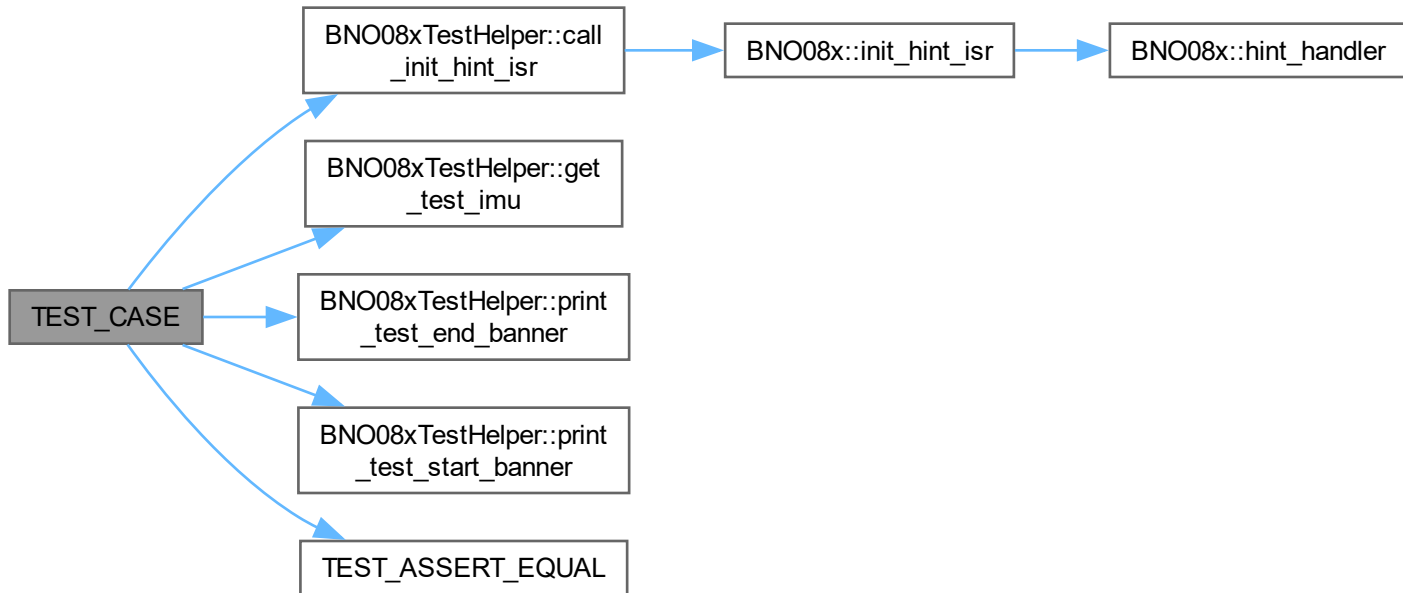 BNO08xTestHelper::call
_init_hint_isr
BNO08x::init_hint_isr
BNO08x::hint_handler
BNO08xTestHelper::get
_test_imu
TEST_CASE
BNO08xTestHelper::print
_test_end_banner
BNO08xTestHelper::print
_test_start_banner
TEST_ASSERT_EQUAL